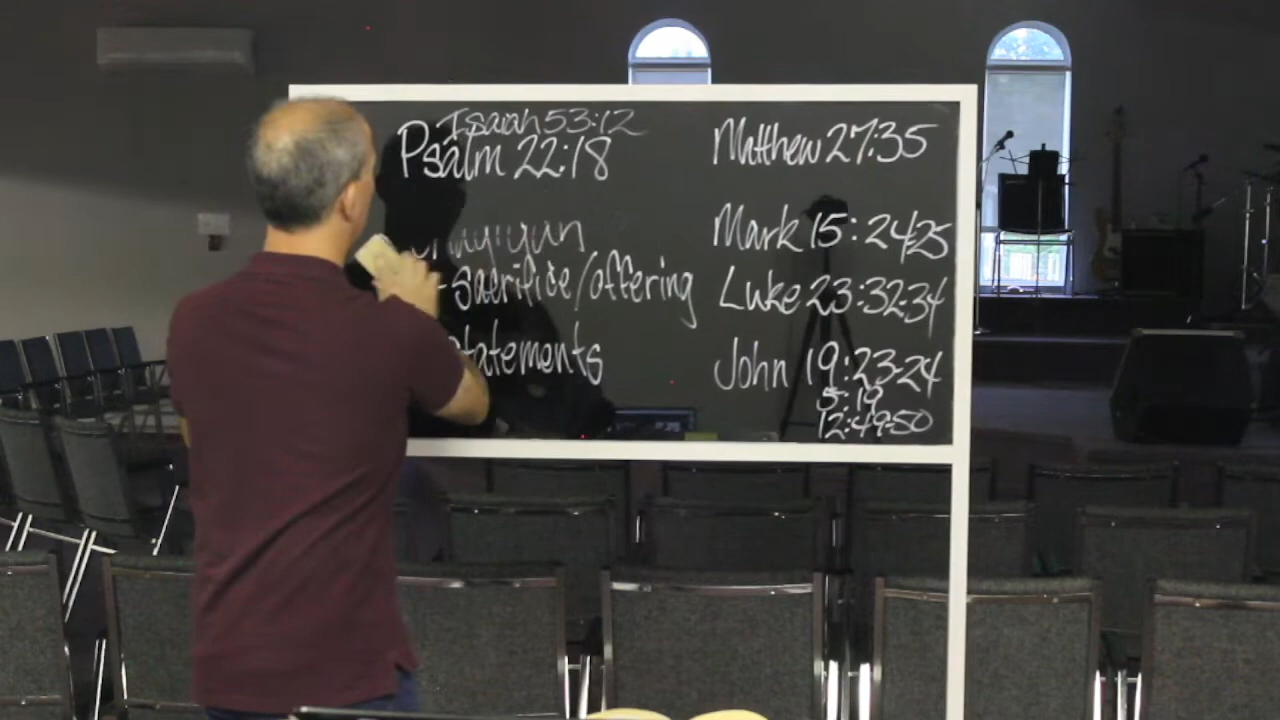 Isaiah 53:12
Psalm 22:18
-sacrifice/offering
statements
Matthew 27:35
Mark 15:24,25
Luke 23:32-34
John 19:23-24
5:19
12:49-50